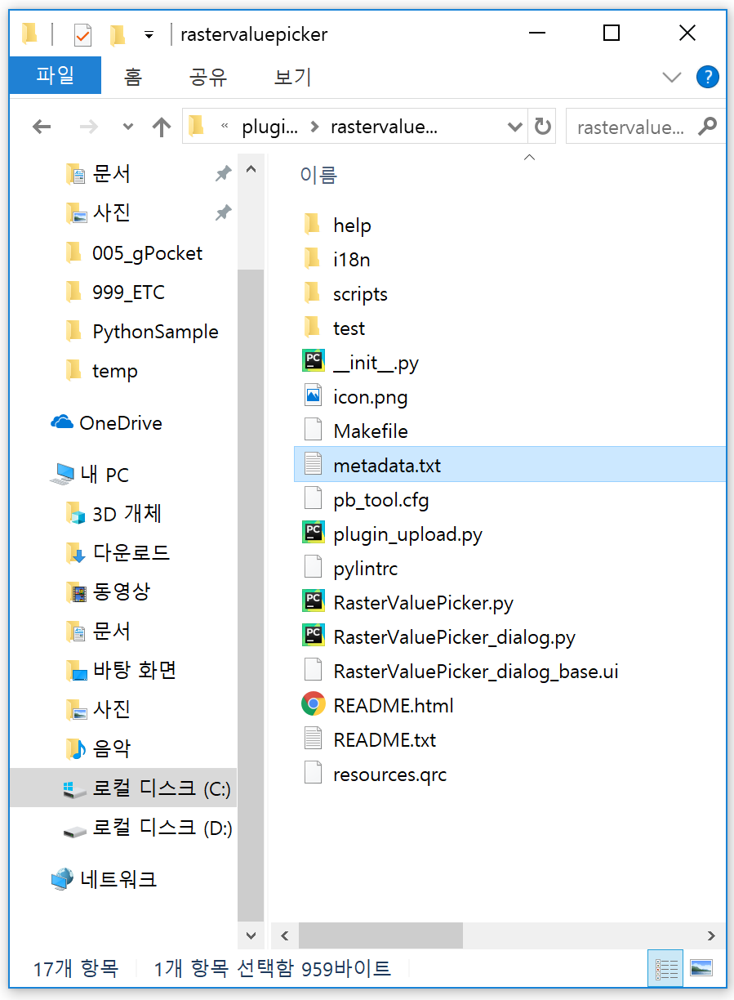 rastervaluepicker
파일 홈 공유 보기
?
« plugi... rastervalue... rastervalue...
문서
사진
005_gPocket
999_ETC
PythonSample
temp
OneDrive
내 PC
3D 개체
다운로드
동영상
문서
바탕 화면
사진
음악
로컬 디스크 (C:)
로컬 디스크 (D:)
네트워크
이름
help
i18n
scripts
test
__init__.py
icon.png
Makefile
metadata.txt
pb_tool.cfg
plugin_upload.py
pylintrc
RasterValuePicker.py
RasterValuePicker_dialog.py
RasterValuePicker_dialog_base.ui
README.html
README.txt
resources.qrc
17개 항목 1개 항목 선택함 959바이트